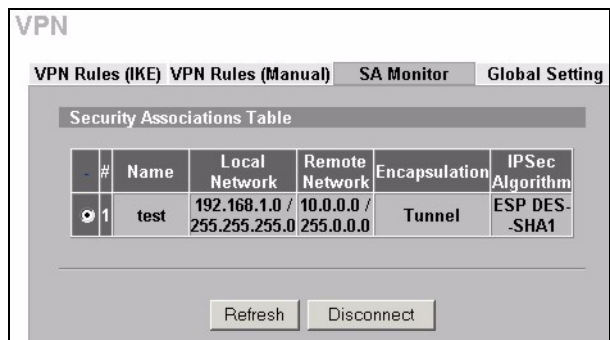 VPN
VPN Rules (IKE) VPN Rules (Manual) SA Monitor Global Setting
Security Associations Table
- # Name Local Network Remote Network Encapsulation IPSec Algorithm
1 test 192.168.1.0 / 255.255.255.0 10.0.0.0 / 255.0.0.0 Tunnel ESP DES--SHA1
Refresh Disconnect